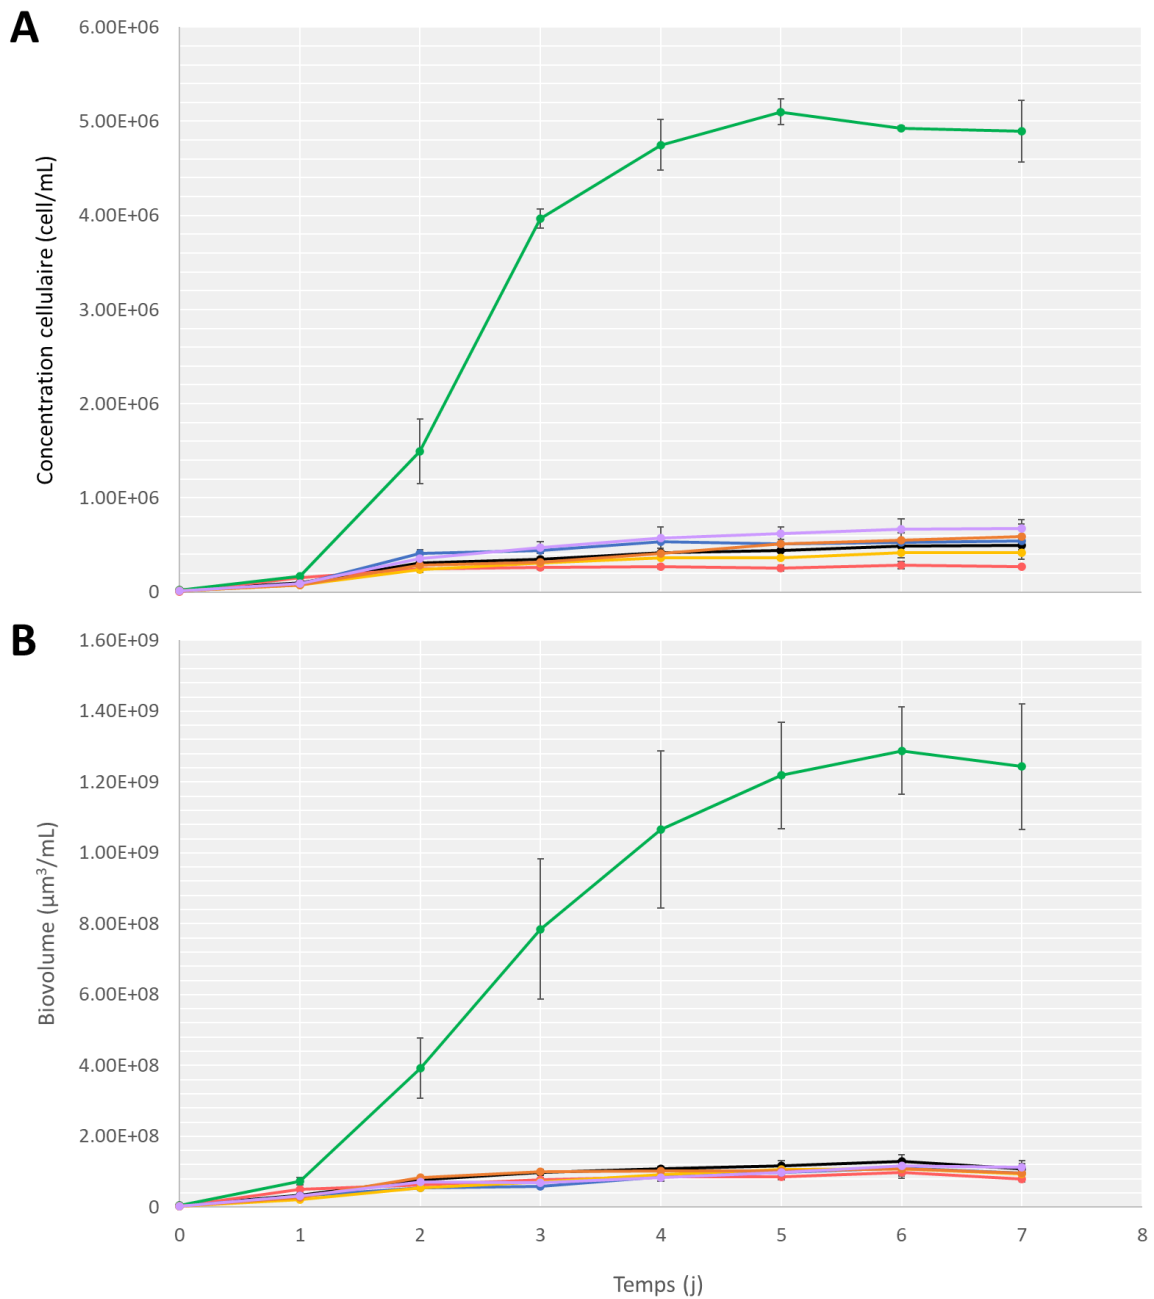 A
6.00E+06
5.00E+06
4.00E+06
3.00E+06
2.00E+06
1.00E+06
0
Concentration cellulaire (cell/mL)
B
1.60E+09
1.40E+09
1.20E+09
1.00E+09
8.00E+08
6.00E+08
4.00E+08
2.00E+08
0
Biovolume (µm³/mL)
0 1 2 3 4 5 6 7 8
Temps (j)